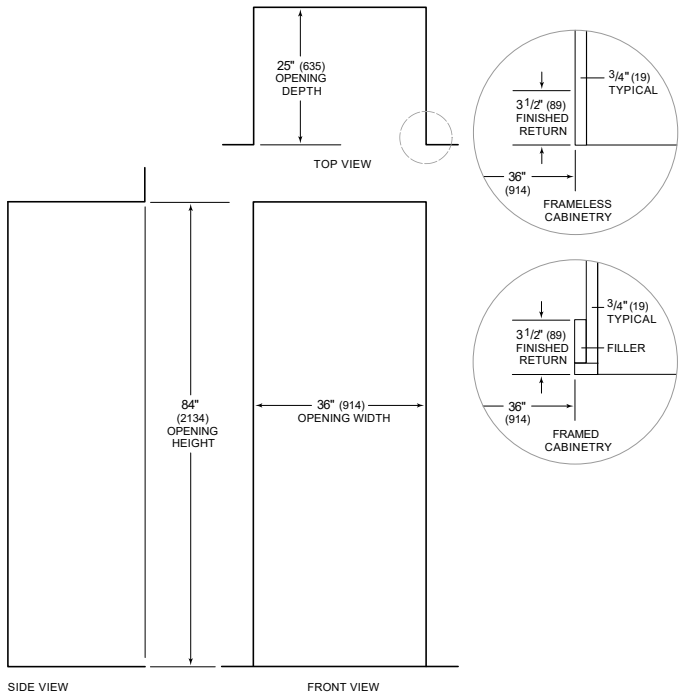 25" (635)
OPENING
DEPTH
TOP VIEW
3/4" (19)
TYPICAL
3 1/2" (89)
FINISHED
RETURN
36"
(914)
FRAMELESS
CABINETRY
3/4" (19)
TYPICAL
3 1/2" (89)
FINISHED
RETURN
FILLER
36"
(914)
FRAMED
CABINETRY
84"
(2134)
OPENING
HEIGHT
36" (914)
OPENING WIDTH
SIDE VIEW
FRONT VIEW